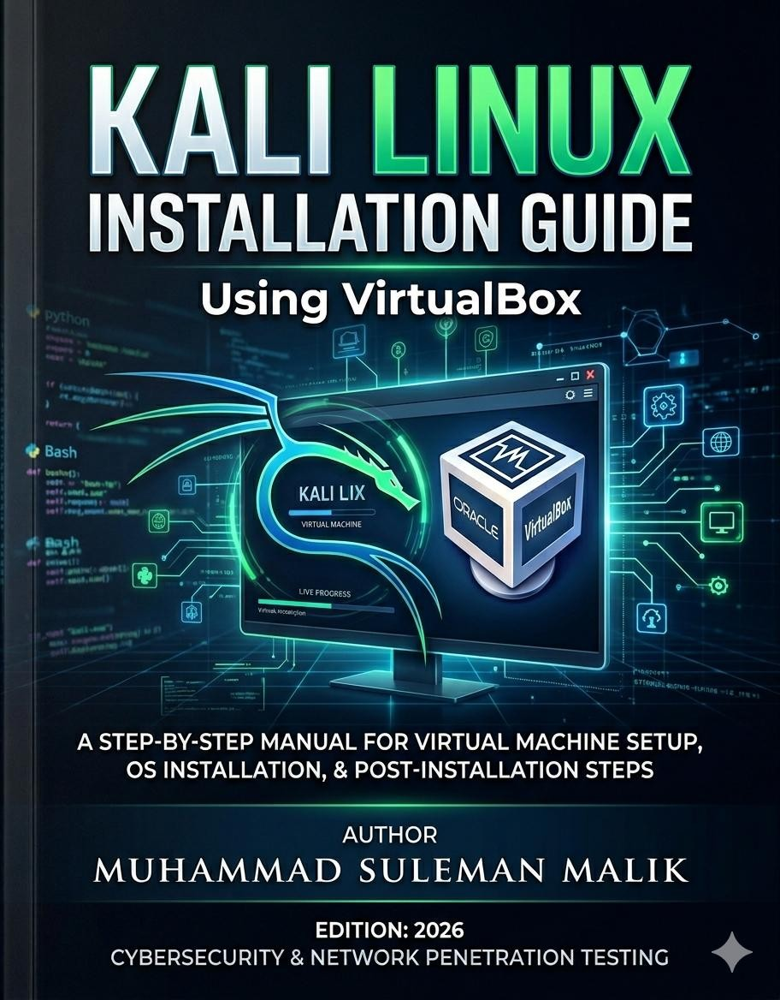 KALI LINUX
INSTALLATION GUIDE
Using VirtualBox
python
return {
Bash
Bash
KALI LIX
VIRTUAL MACHINE
ORACLE
VirtualBox
LIVE PROGRESS
A STEP-BY-STEP MANUAL FOR VIRTUAL MACHINE SETUP,
OS INSTALLATION, & POST-INSTALLATION STEPS
AUTHOR
MUHAMMAD SULEMAN MALIK
EDITION: 2026
CYBERSECURITY & NETWORK PENETRATION TESTING